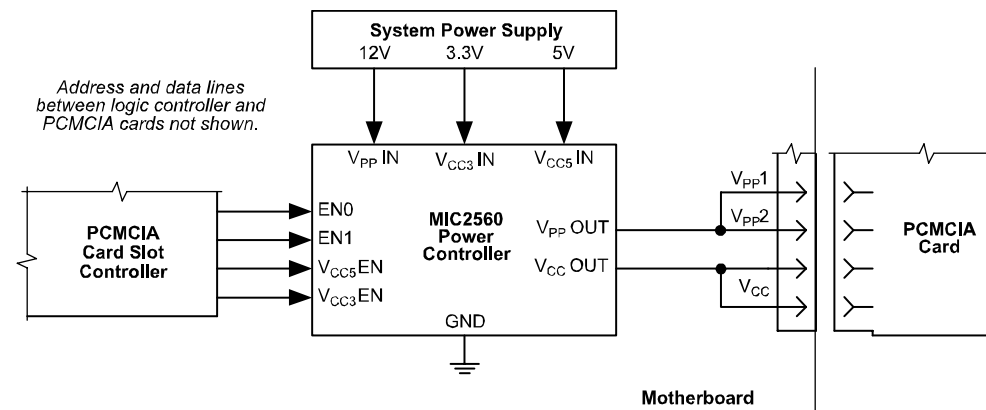 System Power Supply
12V 3.3V 5V
Address and data lines
between logic controller and
PCMCIA cards not shown.
VPP IN VCC3 IN VCC5 IN
PCMCIA
Card Slot
Controller
EN0
EN1
VCC5 EN
VCC3 EN
MIC2560
Power
Controller
VPP OUT
VCC OUT
GND
VPP1
VPP2
VCC
PCMCIA
Card
Motherboard